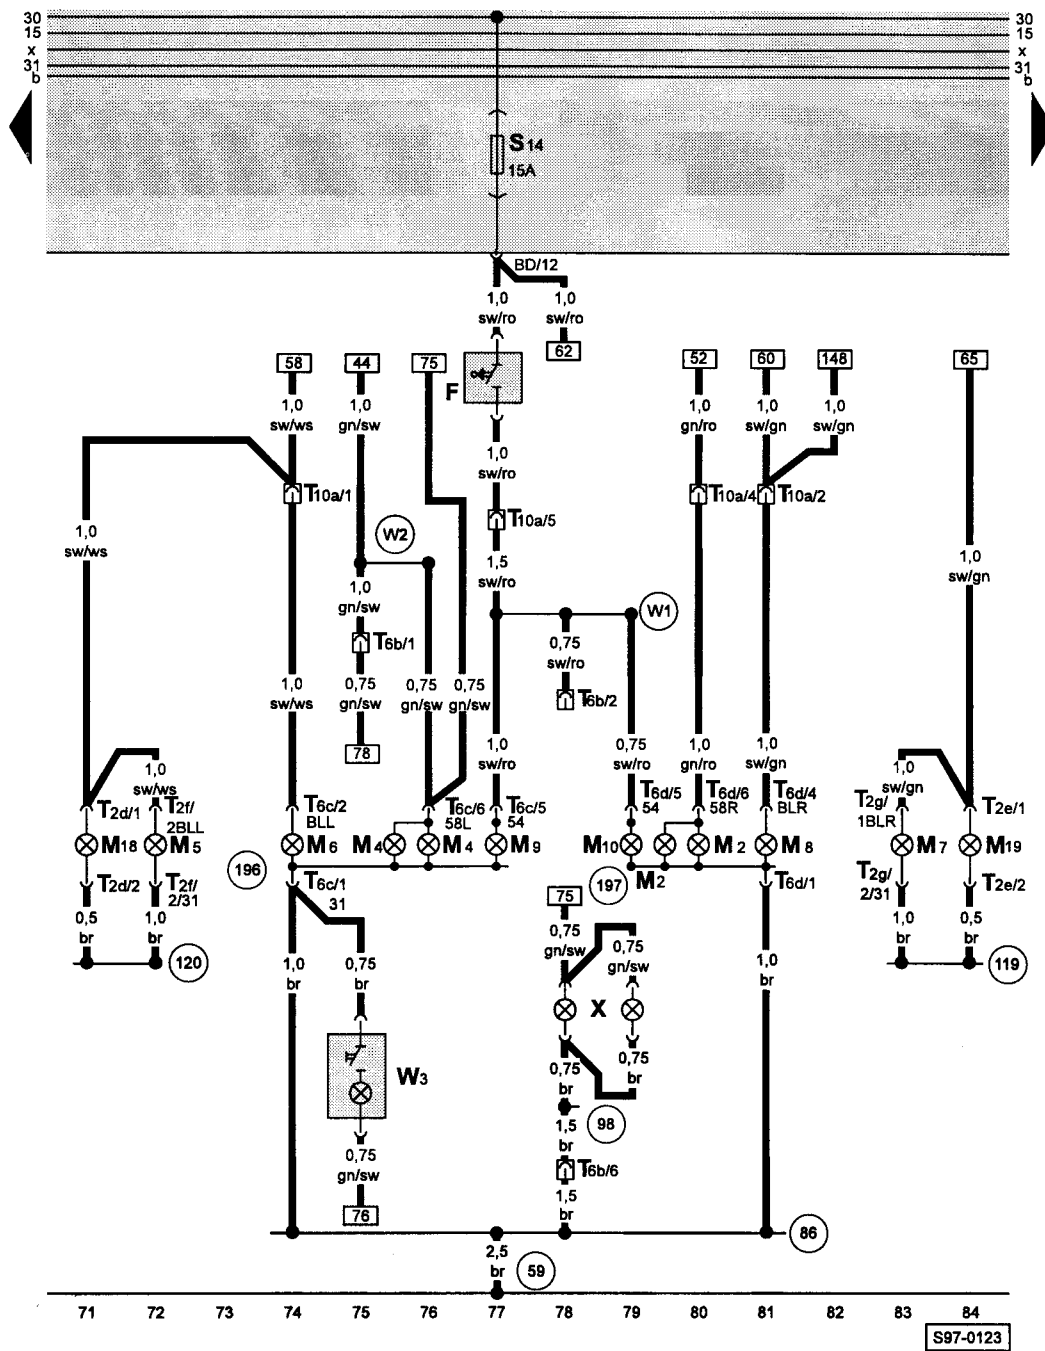 30 30
15 15
x x
31 31
b b
S14
15A
BD/12
1,0 1,0
sw/ro sw/ro
62
58 44 75 F 52 60 148 65
1,0 1,0 1,0 1,0 1,0
sw/ws gn/sw gn/ro sw/gn sw/gn
1,0
sw/ro
T10a/1 T10a/5 T10a/4 T10a/2
1,0
sw/ws
W2
1,5
sw/ro
1,0
sw/gn
1,0
gn/sw
W1
T6b/1
0,75
sw/ro
1,0
sw/ws
0,75
gn/sw
0,75
gn/sw
0,75
gn/sw
T6b/2
78
1,0
sw/ro
0,75
sw/ro
1,0
gn/ro
1,0
sw/gn
1,0
sw/ws
1,0
sw/gn
T2d/1 T2f/
2BLL
T6c/2
BLL
T6c/6
58L
T6c/5
54
T6d/5
54
T6d/6
58R
T6d/4
BLR
T2g/
1BLR
T2e/1
M18 M5 M6 M4 M4 M9 M10 M2 M8 M7 M19
196 197 M2
T2d/2 T2f/
2/31
T6c/1
31
75
T6d/1
T2g/
2/31
T2e/2
0,5
br
1,0
br
1,0
br
0,75
br
0,75
gn/sw
0,75
gn/sw
1,0
br
1,0
br
0,5
br
120 119
X
W3
0,75
br
0,75
br
98
1,5
br
0,75
gn/sw
T6b/6
1,5
br
76
86
2,5
br
59
71 72 73 74 75 76 77 78 79 80 81 82 83 84
S97-0123